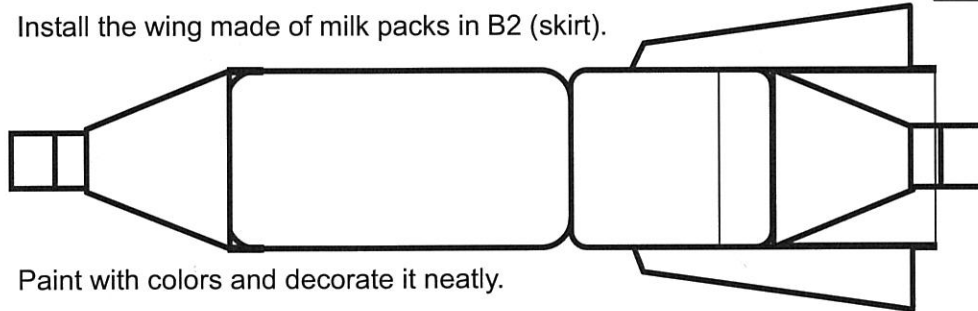 Install the wing made of milk packs in B2 (skirt).
Paint with colors and decorate it neatly.